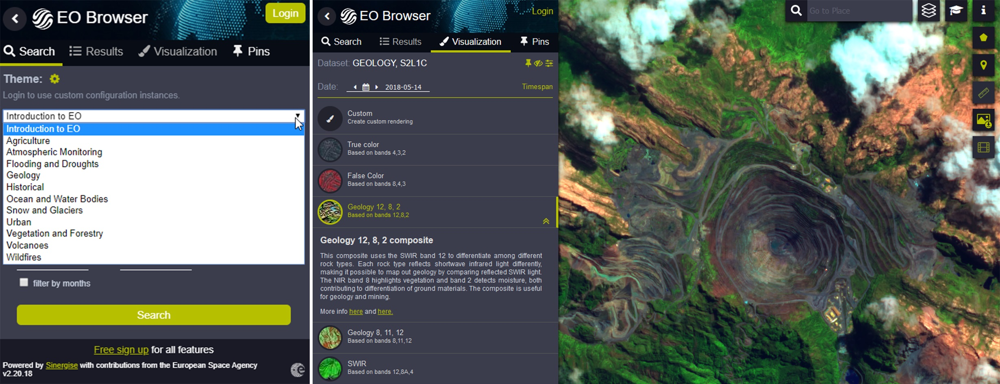 EO Browser
Login
Search
Results
Visualization
Pins
Theme:
Login to use custom configuration instances.
Introduction to EO
Introduction to EO
Agriculture
Atmospheric Monitoring
Flooding and Droughts
Geology
Historical
Ocean and Water Bodies
Snow and Glaciers
Urban
Vegetation and Forestry
Volcanoes
Wildfires
filter by months
Search
Free sign up for all features
Powered by Sinergise with contributions from the European Space Agency
v2.20.18
EO Browser
Login
Search
Results
Visualization
Pins
Dataset: GEOLOGY, S2L1C
Date: 2018-05-14
Timespan
Custom
Create custom rendering
True color
Based on bands 4,3,2
False Color
Based on bands 8,4,3
Geology 12, 8, 2
Based on bands 12,8,2
Geology 12, 8, 2 composite
This composite uses the SWIR band 12 to differentiate among different
rock types. Each rock type reflects shortwave infrared light differently,
making it possible to map out geology by comparing reflected SWIR light.
The NIR band 8 highlights vegetation and band 2 detects moisture, both
contributing to differentiation of ground materials. The composite is useful
for geology and mining.
More info here and here.
Geology 8, 11, 12
Based on bands 8,11,12
SWIR
Based on bands 12,8A,4
Go to Place